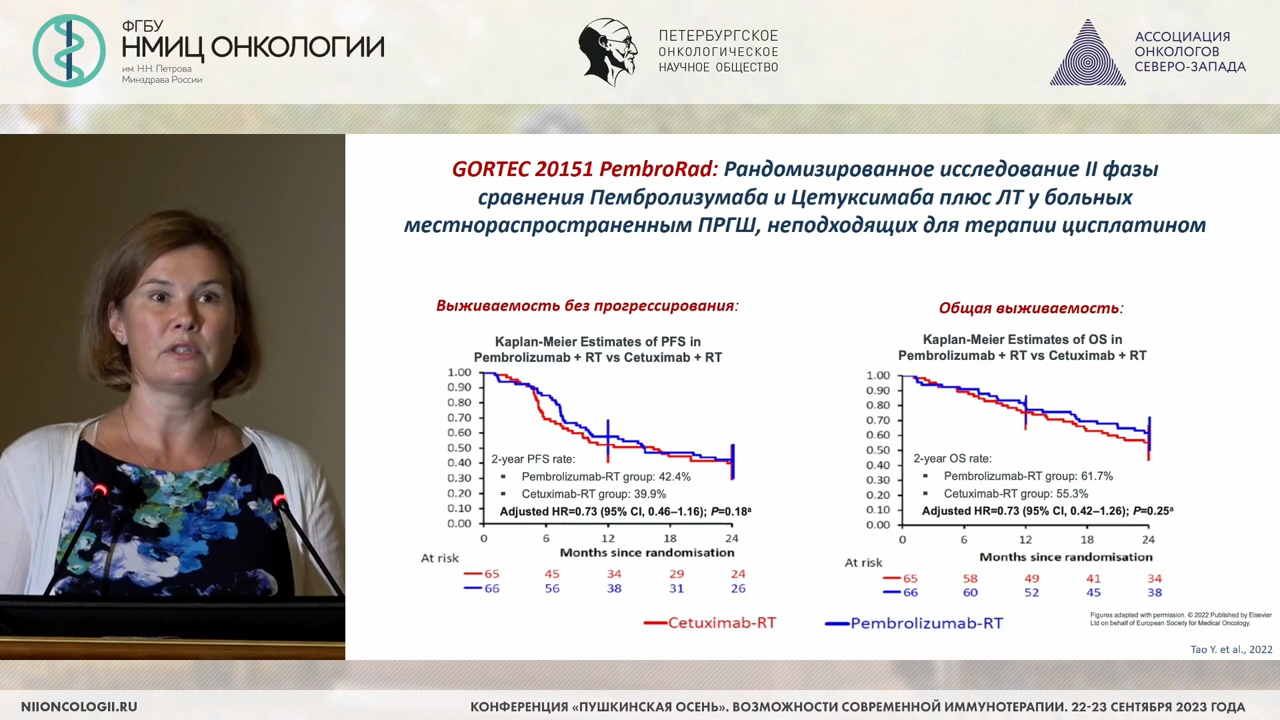 ФГБУ
НМИЦ ОНКОЛОГИИ
им. Н.Н. Петрова
Минздрава России
ПЕТЕРБУРГСКОЕ
ОНКОЛОГИЧЕСКОЕ
НАУЧНОЕ ОБЩЕСТВО
АССОЦИАЦИЯ
ОНКОЛОГОВ
СЕВЕРО-ЗАПАДА
GORTEC 20151 PembroRad: Рандомизированное исследование II фазы
сравнения Пембролизумаба и Цетуксимаба плюс ЛТ у больных
местнораспространенным ПРГШ, неподходящих для терапии цисплатином
Выживаемость без прогрессирования:
Kaplan-Meier Estimates of PFS in
Pembrolizumab + RT vs Cetuximab + RT
1.00
0.90
0.80
0.70
0.60
0.50
0.40
0.30
0.20
0.10
0.00
2-year PFS rate:
▪ Pembrolizumab-RT group: 42.4%
▪ Cetuximab-RT group: 39.9%
Adjusted HR=0.73 (95% CI, 0.46–1.16); P=0.18ª
0 6 12 18 24
Months since randomisation
At risk
65 45 34 29 24
66 56 38 31 26
Общая выживаемость:
Kaplan-Meier Estimates of OS in
Pembrolizumab + RT vs Cetuximab + RT
1.00
0.90
0.80
0.70
0.60
0.50
0.40
0.30
0.20
0.10
0.00
2-year OS rate:
▪ Pembrolizumab-RT group: 61.7%
▪ Cetuximab-RT group: 55.3%
Adjusted HR=0.73 (95% CI, 0.42–1.26); P=0.25ª
0 6 12 18 24
Months since randomisation
At risk
65 58 49 41 34
66 60 52 45 38
Cetuximab-RT Pembrolizumab-RT
Figures adapted with permission. © 2022 Published by Elsevier
Ltd on behalf of European Society for Medical Oncology.
Tao Y. et al., 2022
NIIONCOLOGII.RU
КОНФЕРЕНЦИЯ «ПУШКИНСКАЯ ОСЕНЬ». ВОЗМОЖНОСТИ СОВРЕМЕННОЙ ИММУНОТЕРАПИИ. 22-23 СЕНТЯБРЯ 2023 ГОДА